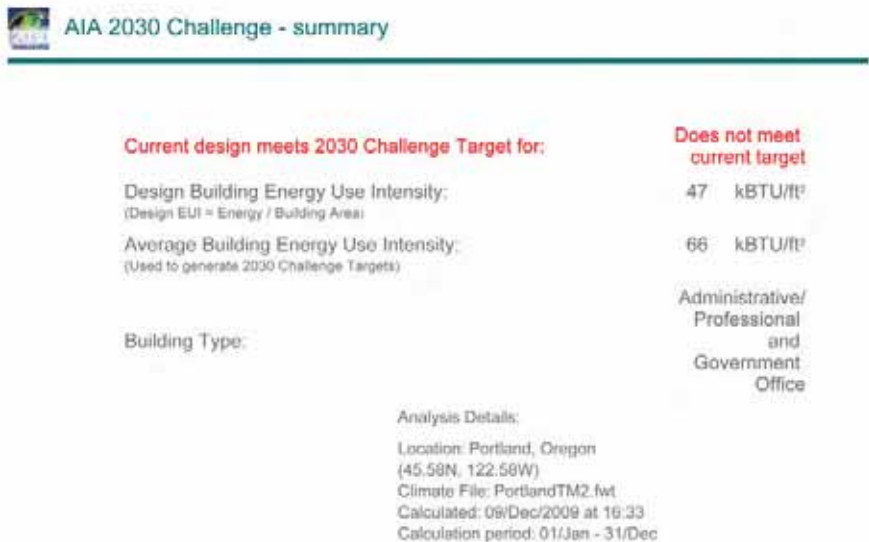 AIA 2030 Challenge - summary
Current design meets 2030 Challenge Target for:
Does not meet
current target
Design Building Energy Use Intensity:
47 kBTU/ft²
(Design EUI = Energy / Building Area)
Average Building Energy Use Intensity:
66 kBTU/ft²
(Used to generate 2030 Challenge Targets)
Building Type:
Administrative/
Professional
and
Government
Office
Analysis Details:
Location: Portland, Oregon
(45.58N, 122.58W)
Climate File: PortlandTM2.fwt
Calculated: 09/Dec/2009 at 16:33
Calculation period: 01/Jan - 31/Dec